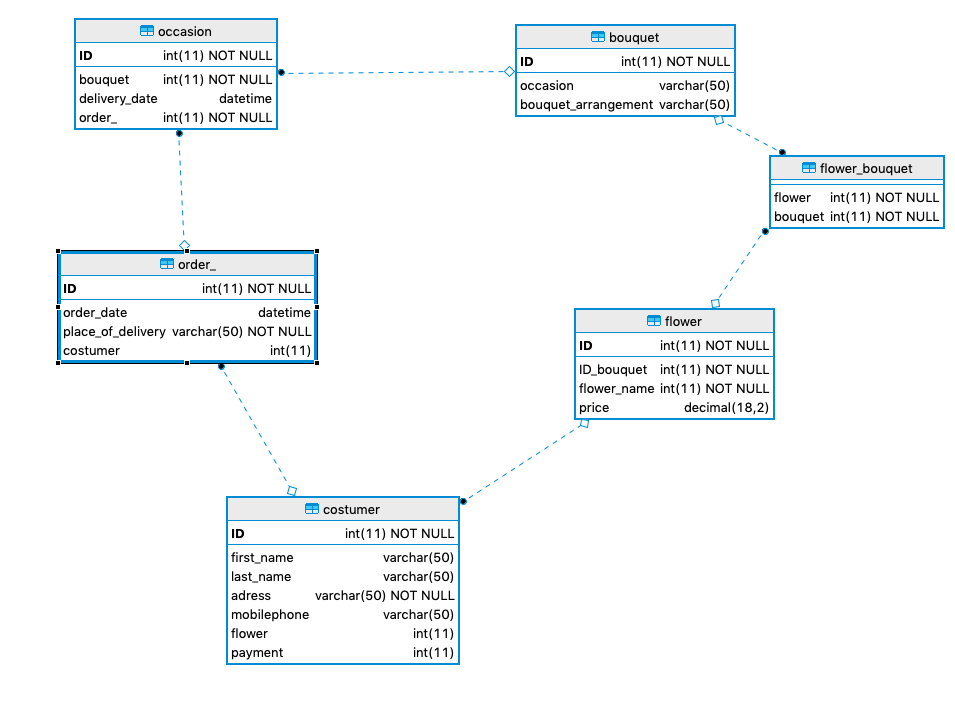 occasion
ID int(11) NOT NULL
bouquet int(11) NOT NULL
delivery_date datetime
order_ int(11) NOT NULL
bouquet
ID int(11) NOT NULL
occasion varchar(50)
bouquet_arrangement varchar(50)
flower_bouquet
flower int(11) NOT NULL
bouquet int(11) NOT NULL
order_
ID int(11) NOT NULL
order_date datetime
place_of_delivery varchar(50) NOT NULL
costumer int(11)
flower
ID int(11) NOT NULL
ID_bouquet int(11) NOT NULL
flower_name int(11) NOT NULL
price decimal(18,2)
costumer
ID int(11) NOT NULL
first_name varchar(50)
last_name varchar(50)
adress varchar(50) NOT NULL
mobilephone varchar(50)
flower int(11)
payment int(11)